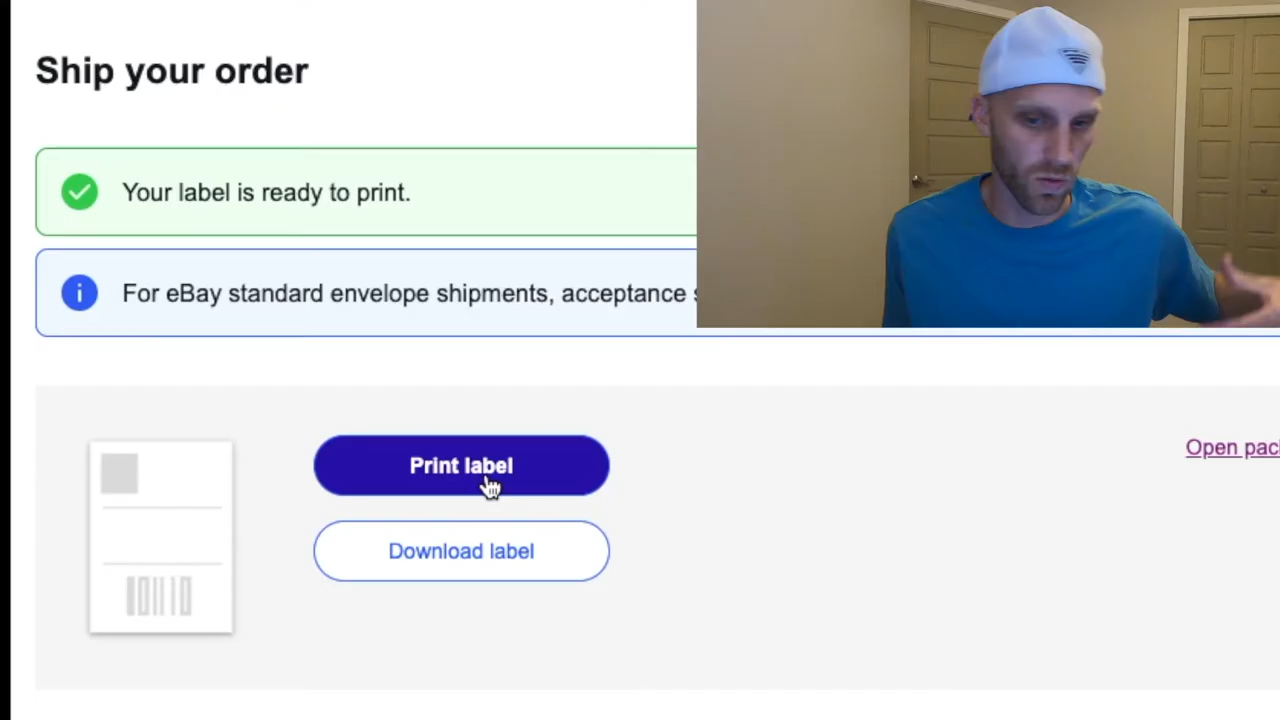 Ship your order
Your label is ready to print.
For eBay standard envelope shipments, acceptance
Print label
Open
Download label